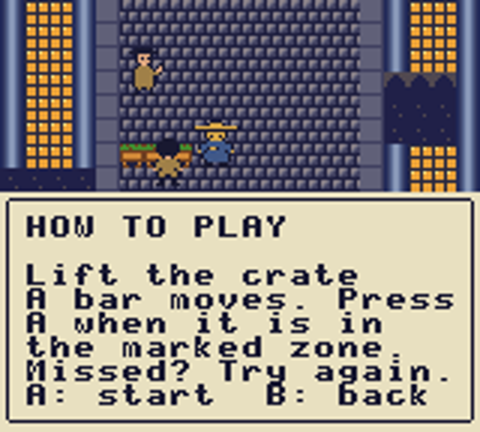 HOW TO PLAY
Lift the crate
A bar moves. Press
A when it is in
the marked zone.
Missed? Try again.
A: start B: back